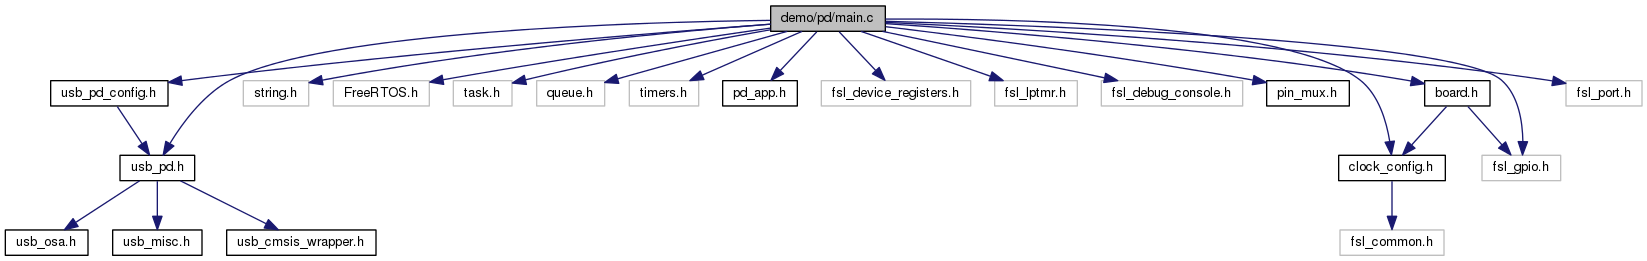 demo/pd/main.c
usb_pd_config.h
string.h
FreeRTOS.h
task.h
queue.h
timers.h
pd_app.h
fsl_device_registers.h
fsl_lptmr.h
fsl_debug_console.h
pin_mux.h
board.h
fsl_port.h
usb_pd.h
clock_config.h
fsl_gpio.h
usb_osa.h
usb_misc.h
usb_cmsis_wrapper.h
fsl_common.h